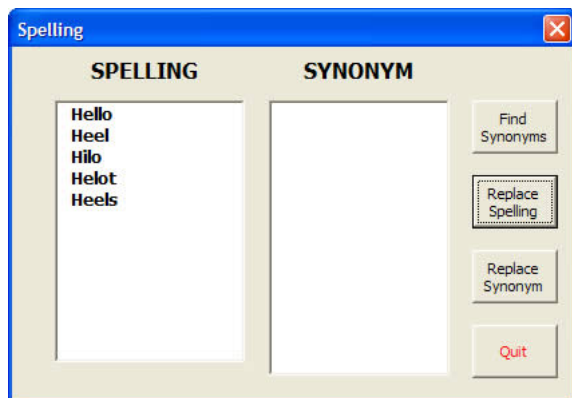 Spelling
SPELLING
SYNONYM
Hello
Heel
Hilo
Helot
Heels
Find
Synonyms
Replace
Spelling
Replace
Synonym
Quit